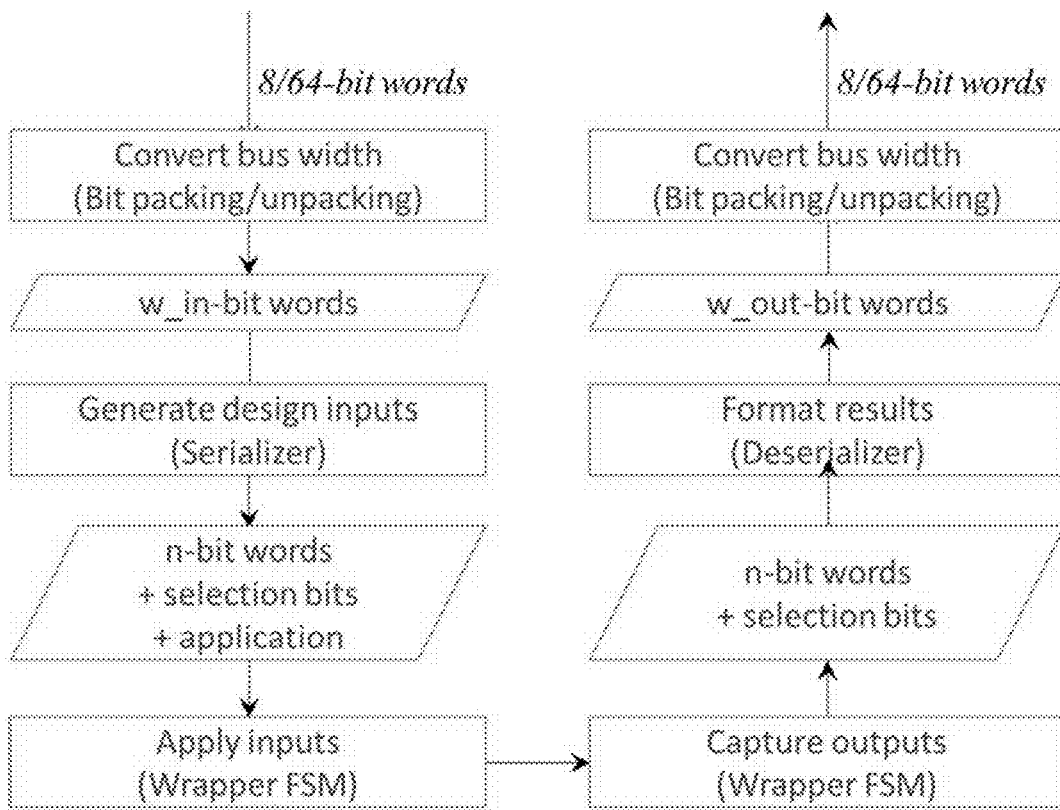 8/64-bit words
Convert bus width
(Bit packing/unpacking)
w_in-bit words
Generate design inputs
(Serializer)
n-bit words
+ selection bits
+ application
Apply inputs
(Wrapper FSM)
8/64-bit words
Convert bus width
(Bit packing/unpacking)
w_out-bit words
Format results
(Deserializer)
n-bit words
+ selection bits
Capture outputs
(Wrapper FSM)